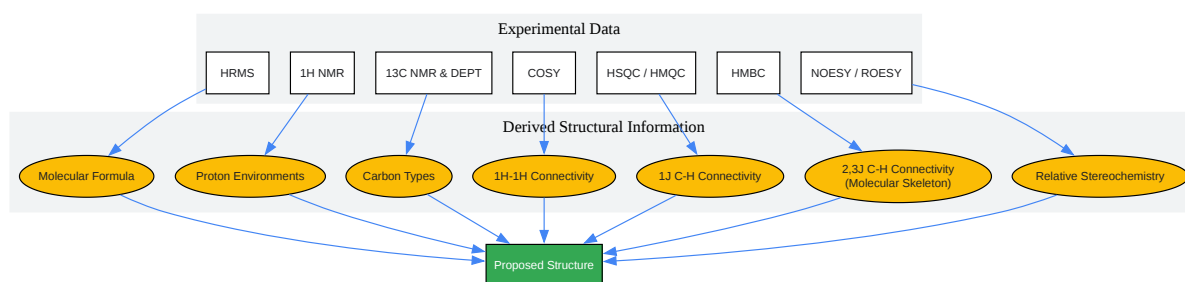 Experimental Data
HRMS
1H NMR
13C NMR & DEPT
COSY
HSQC / HMQC
HMBC
NOESY / ROESY
Derived Structural Information
Molecular Formula
Proton Environments
Carbon Types
1H-1H Connectivity
1J C-H Connectivity
2,3J C-H Connectivity
(Molecular Skeleton)
Relative Stereochemistry
Proposed Structure